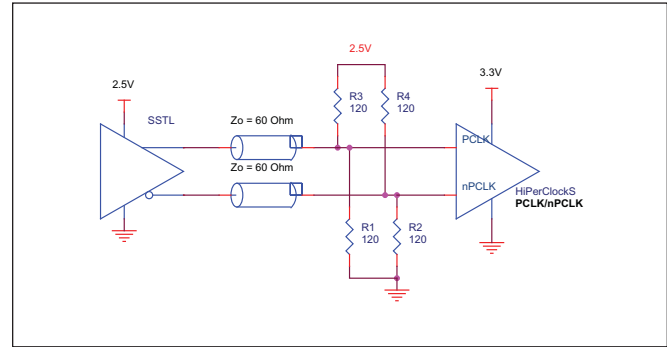 2.5V
2.5V
3.3V
SSTL
Zo = 60 Ohm
R3
120
R4
120
PCLK
Zo = 60 Ohm
nPCLK
HiPerClockS
PCLK/nPCLK
R1
120
R2
120